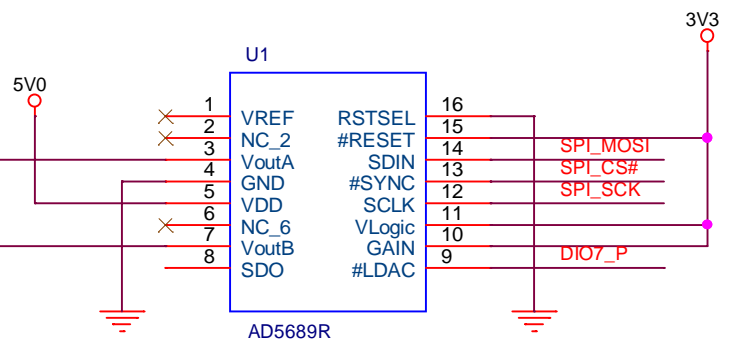 3V3
U1
5V0
1 VREF RSTSEL 16
2 NC_2 #RESET 15
3 VoutA SDIN 14 SPI_MOSI
4 GND #SYNC 13 SPI_CS#
5 VDD SCLK 12 SPI_SCK
6 NC_6 VLogic 11
7 VoutB GAIN 10
8 SDO #LDAC 9 DIO7_P
AD5689R